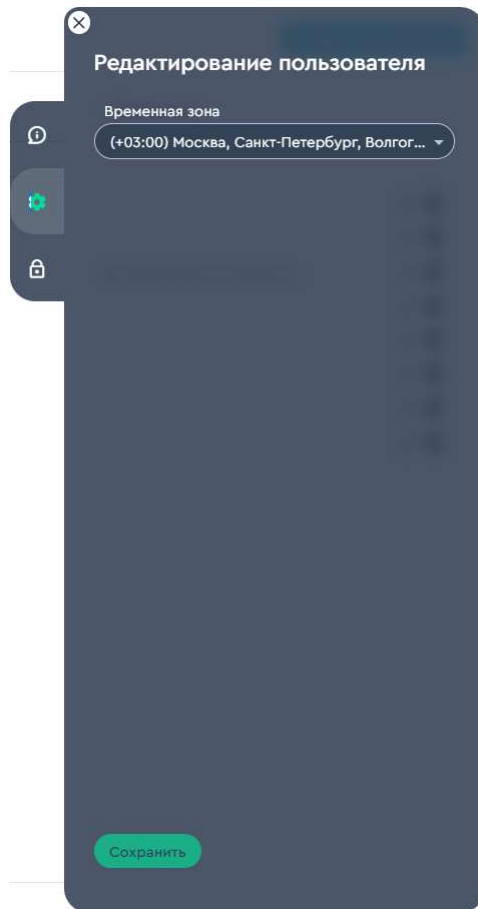 Редактирование пользователя
Временная зона
(+03:00) Москва, Санкт-Петербург, Волгог...
Сохранить